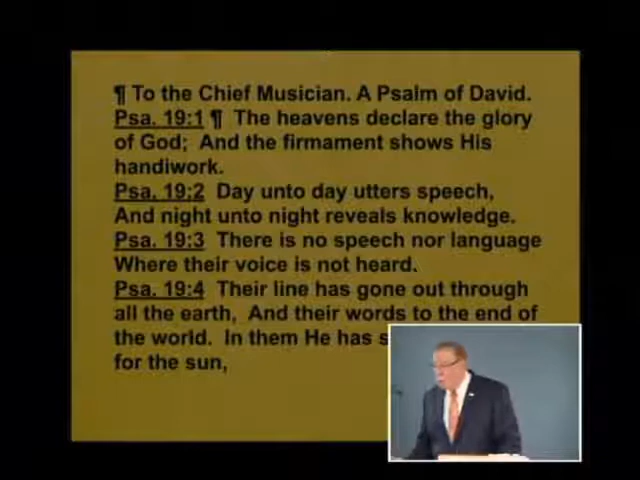 ¶ To the Chief Musician. A Psalm of David.
Psa. 19:1 ¶ The heavens declare the glory
of God; And the firmament shows His
handiwork.
Psa. 19:2 Day unto day utters speech,
And night unto night reveals knowledge.
Psa. 19:3 There is no speech nor language
Where their voice is not heard.
Psa. 19:4 Their line has gone out through
all the earth, And their words to the end of
the world. In them He has
for the sun,